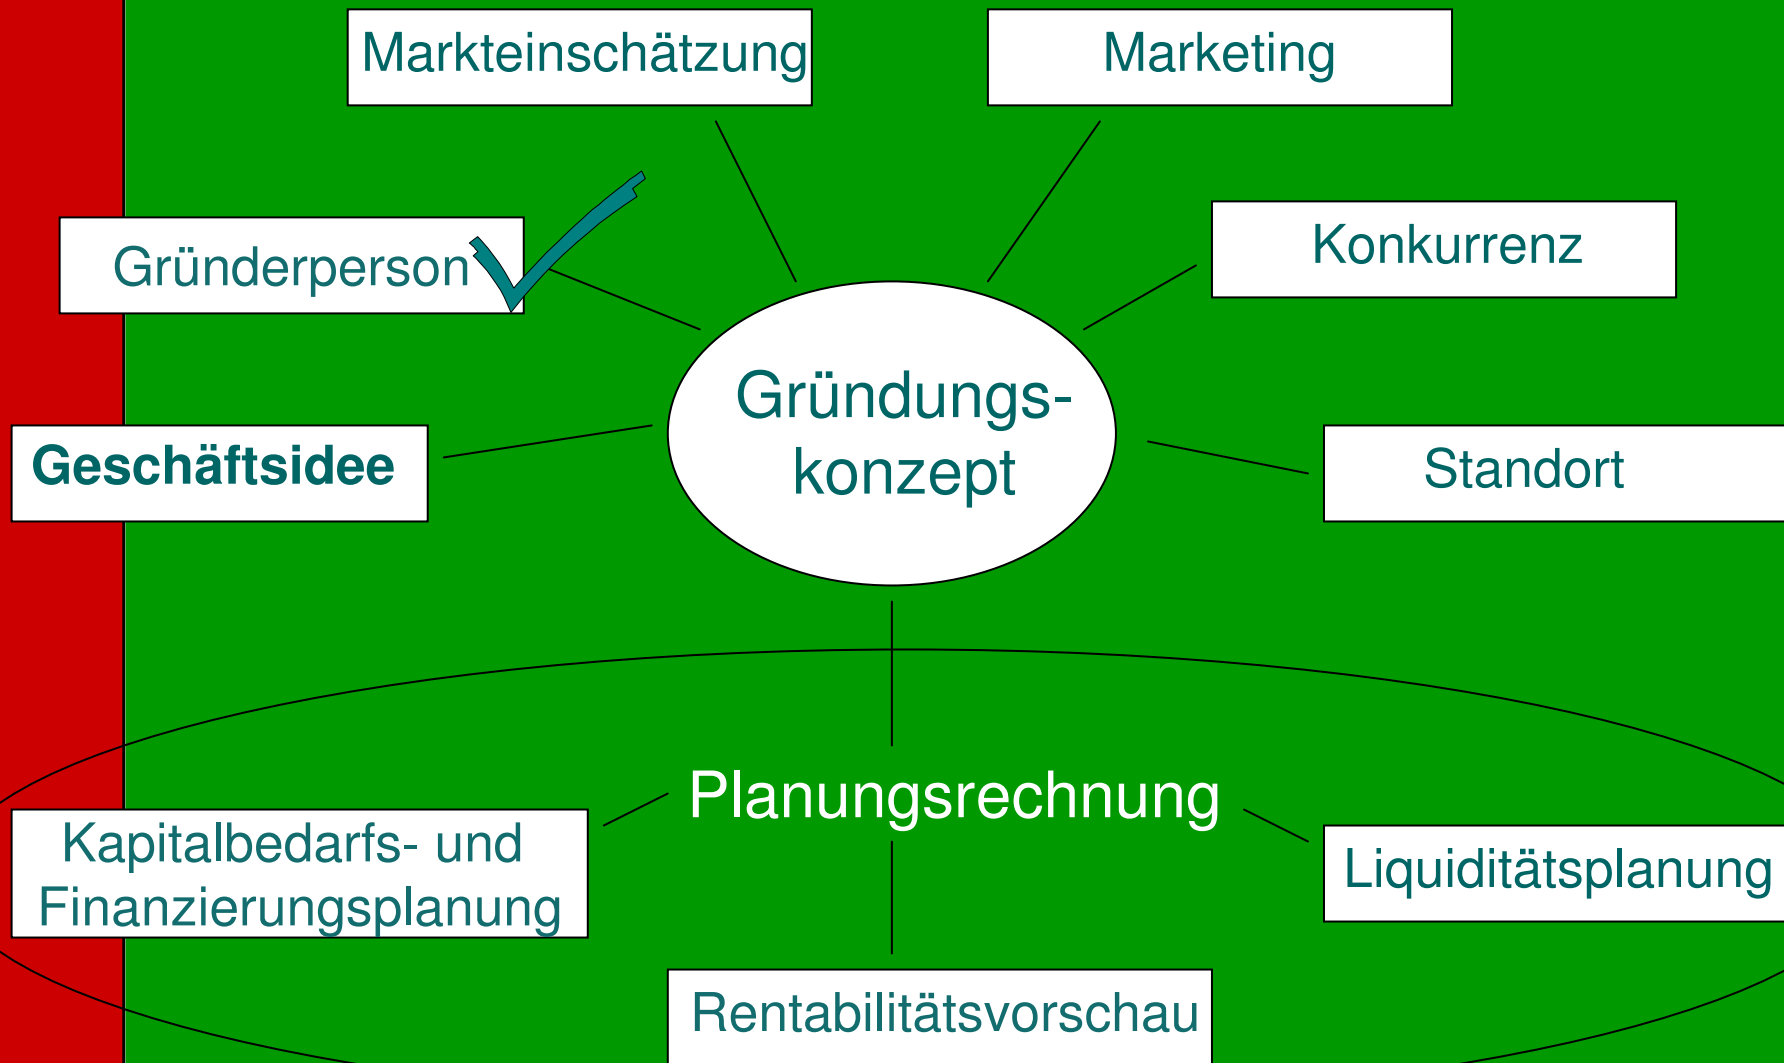 Markteinschätzung
Marketing
Gründerperson
Konkurrenz
Gründungs-
konzept
Geschäftsidee
Standort
Planungsrechnung
Kapitalbedarfs- und
Finanzierungsplanung
Liquiditätsplanung
Rentabilitätsvorschau